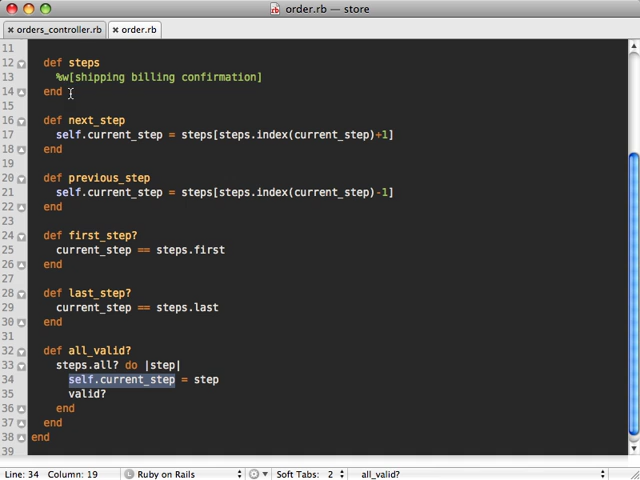 order.rb — store
orders_controller.rb
order.rb
11
12 def steps
13 %w[shipping billing confirmation]
14 end
15
16 def next_step
17 self.current_step = steps[steps.index(current_step)+1]
18 end
19
20 def previous_step
21 self.current_step = steps[steps.index(current_step)-1]
22 end
23
24 def first_step?
25 current_step == steps.first
26 end
27
28 def last_step?
29 current_step == steps.last
30 end
31
32 def all_valid?
33 steps.all? do |step|
34 self.current_step = step
35 valid?
36 end
37 end
38 end
39
Line: 34 Column: 19 L Ruby on Rails Soft Tabs: 2 all_valid?